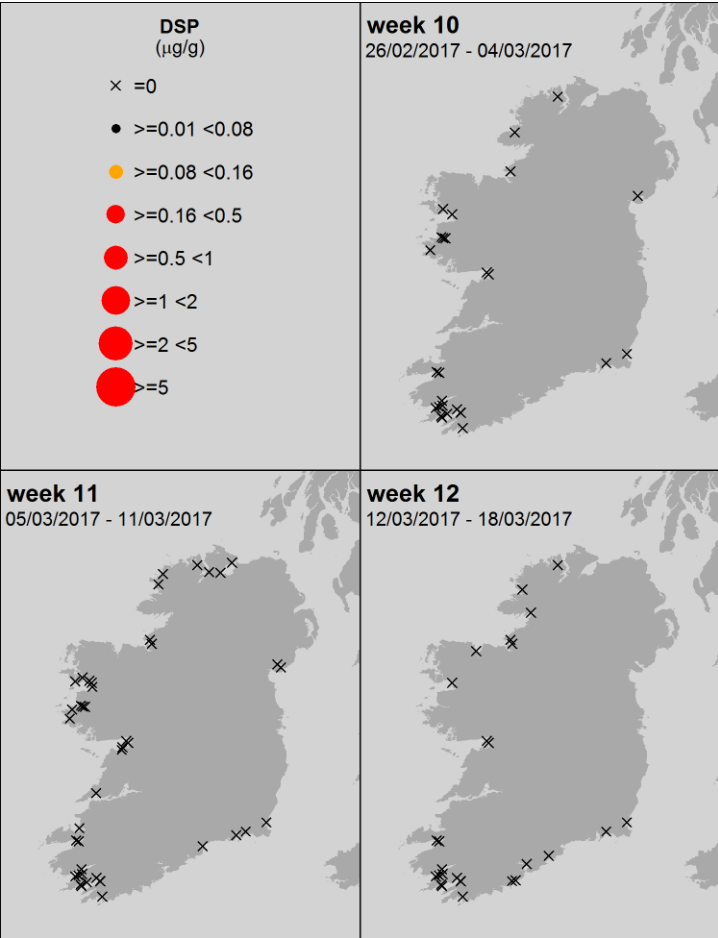 DSP
(µg/g)
=0
>=0.01 <0.08
>=0.08 <0.16
>=0.16 <0.5
>=0.5 <1
>=1 <2
>=2 <5
>=5
week 10
26/02/2017 - 04/03/2017
week 11
05/03/2017 - 11/03/2017
week 12
12/03/2017 - 18/03/2017